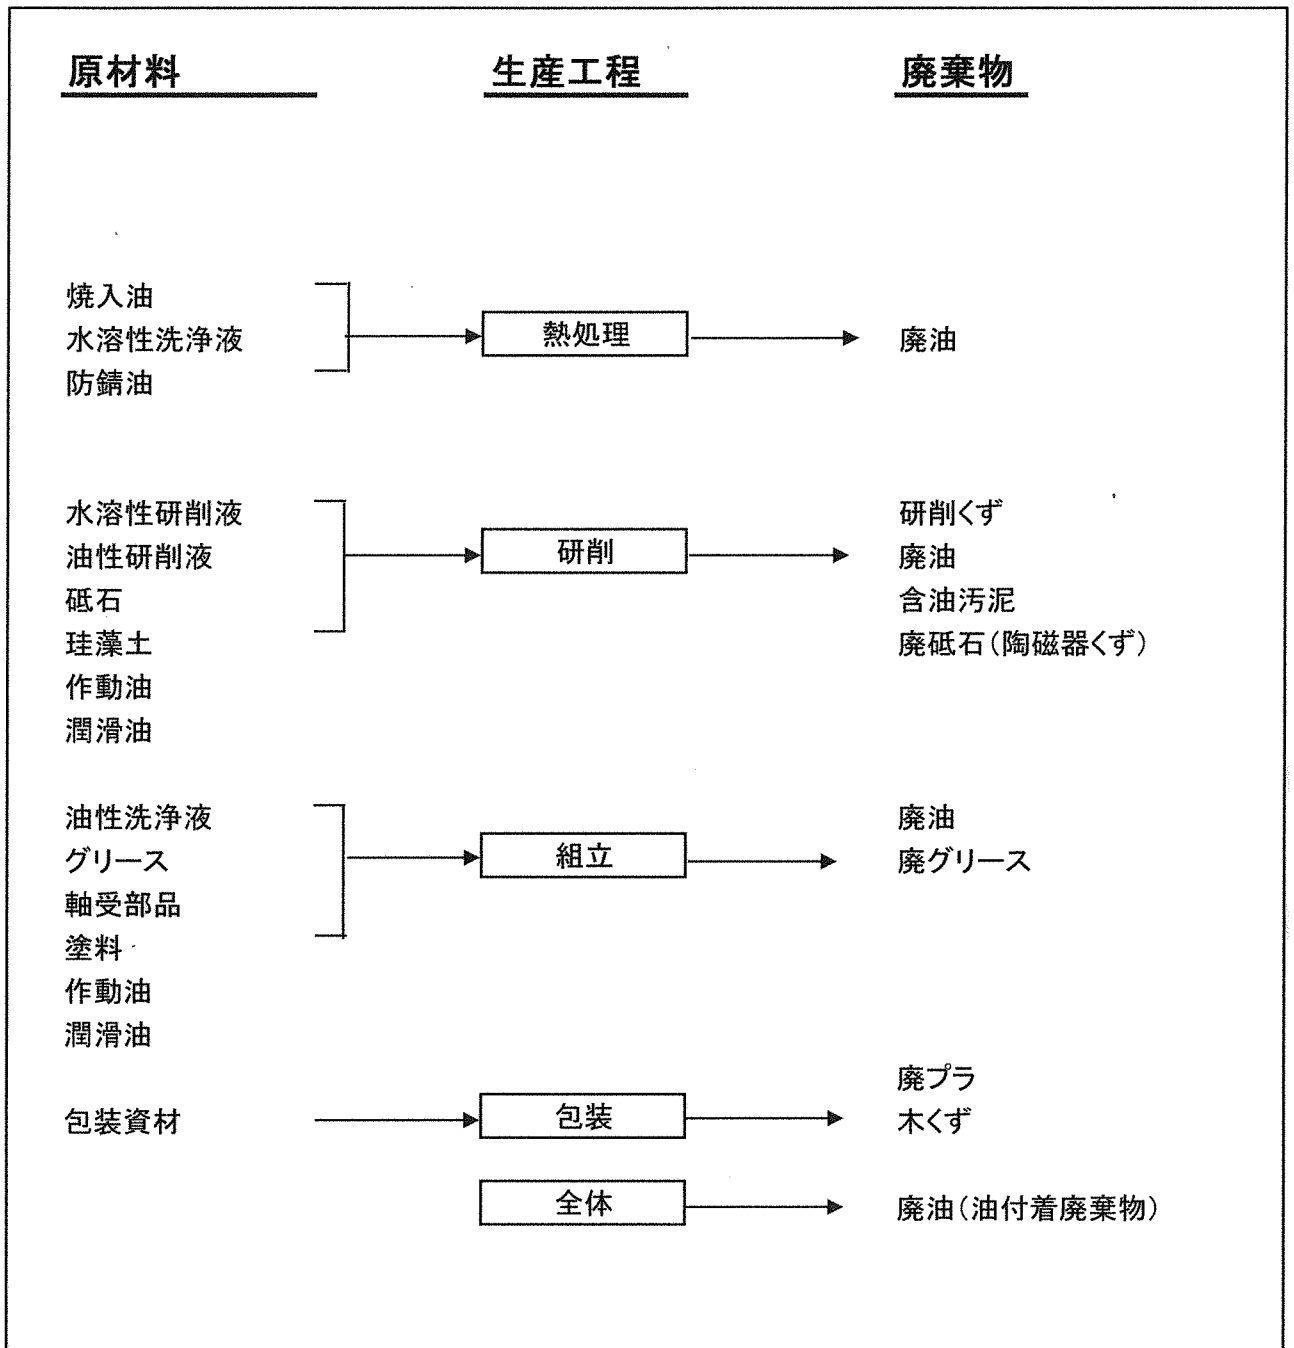 原材料 生産工程 廃棄物
焼入油
水溶性洗浄液 熱処理 廃油
防錆油
水溶性研削液 研削くず
油性研削液 研削 廃油
砥石 含油汚泥
珪藻土 廃砥石(陶磁器くず)
作動油
潤滑油
油性洗浄液 廃油
グリース 組立 廃グリース
軸受部品
塗料
作動油
潤滑油
廃プラ
包装資材 包装 木くず
全体 廃油(油付着廃棄物)